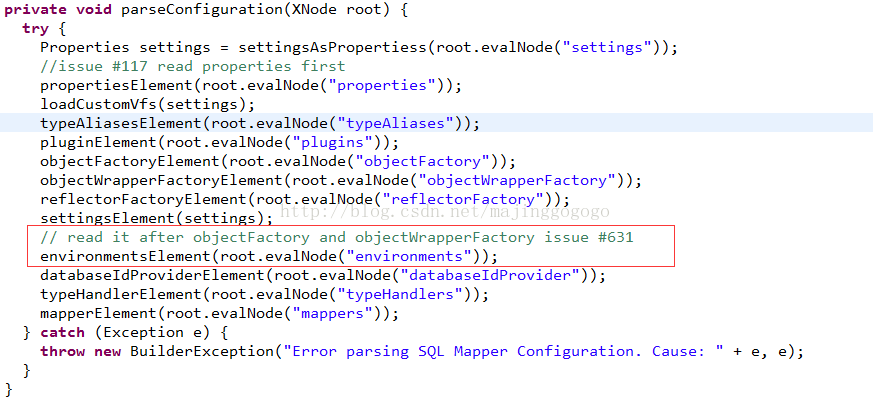 private void parseConfiguration(XNode root) {
try {
Properties settings = settingsAsPropertiess(root.evalNode("settings"));
//issue #117 read properties first
propertiesElement(root.evalNode("properties"));
loadCustomVfs(settings);
typeAliasesElement(root.evalNode("typeAliases"));
pluginElement(root.evalNode("plugins"));
objectFactoryElement(root.evalNode("objectFactory"));
objectWrapperFactoryElement(root.evalNode("objectWrapperFactory"));
reflectorFactoryElement(root.evalNode("reflectorFactory"));
settingsElement(settings);
http://blog.csdn.net/majinggogogo
// read it after objectFactory and objectWrapperFactory issue #631
environmentsElement(root.evalNode("environments"));
databaseIdProviderElement(root.evalNode("databaseIdProvider"));
typeHandlerElement(root.evalNode("typeHandlers"));
mapperElement(root.evalNode("mappers"));
} catch (Exception e) {
throw new BuilderException("Error parsing SQL Mapper Configuration. Cause: " + e, e);
}
}